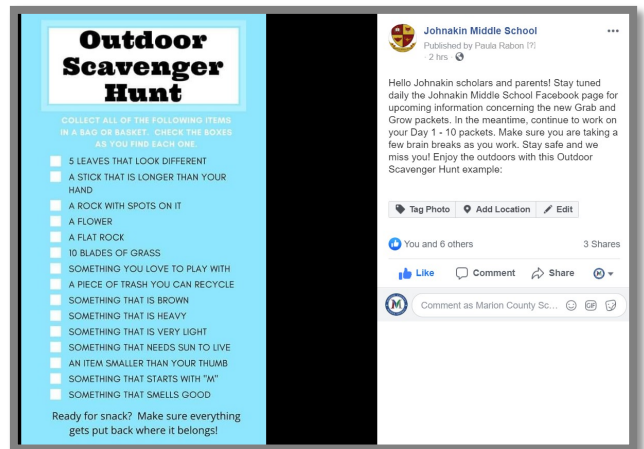 Outdoor
Scavenger
Hunt
COLLECT ALL OF THE FOLLOWING ITEMS
IN A BAG OR BASKET. CHECK THE BOXES
AS YOU FIND EACH ONE.
5 LEAVES THAT LOOK DIFFERENT
A STICK THAT IS LONGER THAN YOUR
HAND
A ROCK WITH SPOTS ON IT
A FLOWER
A FLAT ROCK
10 BLADES OF GRASS
SOMETHING YOU LOVE TO PLAY WITH
A PIECE OF TRASH YOU CAN RECYCLE
SOMETHING THAT IS BROWN
SOMETHING THAT IS HEAVY
SOMETHING THAT IS VERY LIGHT
SOMETHING THAT NEEDS SUN TO LIVE
AN ITEM SMALLER THAN YOUR THUMB
SOMETHING THAT STARTS WITH "M"
SOMETHING THAT SMELLS GOOD
Ready for snack? Make sure everything
gets put back where it belongs!
Johnakin Middle School
Published by Paula Rabon [?]
· 2 hrs ·
Hello Johnakin scholars and parents! Stay tuned
daily the Johnakin Middle School Facebook page for
upcoming information concerning the new Grab and
Grow packets. In the meantime, continue to work on
your Day 1 - 10 packets. Make sure you are taking a
few brain breaks as you work. Stay safe and we
miss you! Enjoy the outdoors with this Outdoor
Scavenger Hunt example:
Tag Photo Add Location Edit
You and 6 others 3 Shares
Like Comment Share M
M Comment as Marion County Sc... GIF